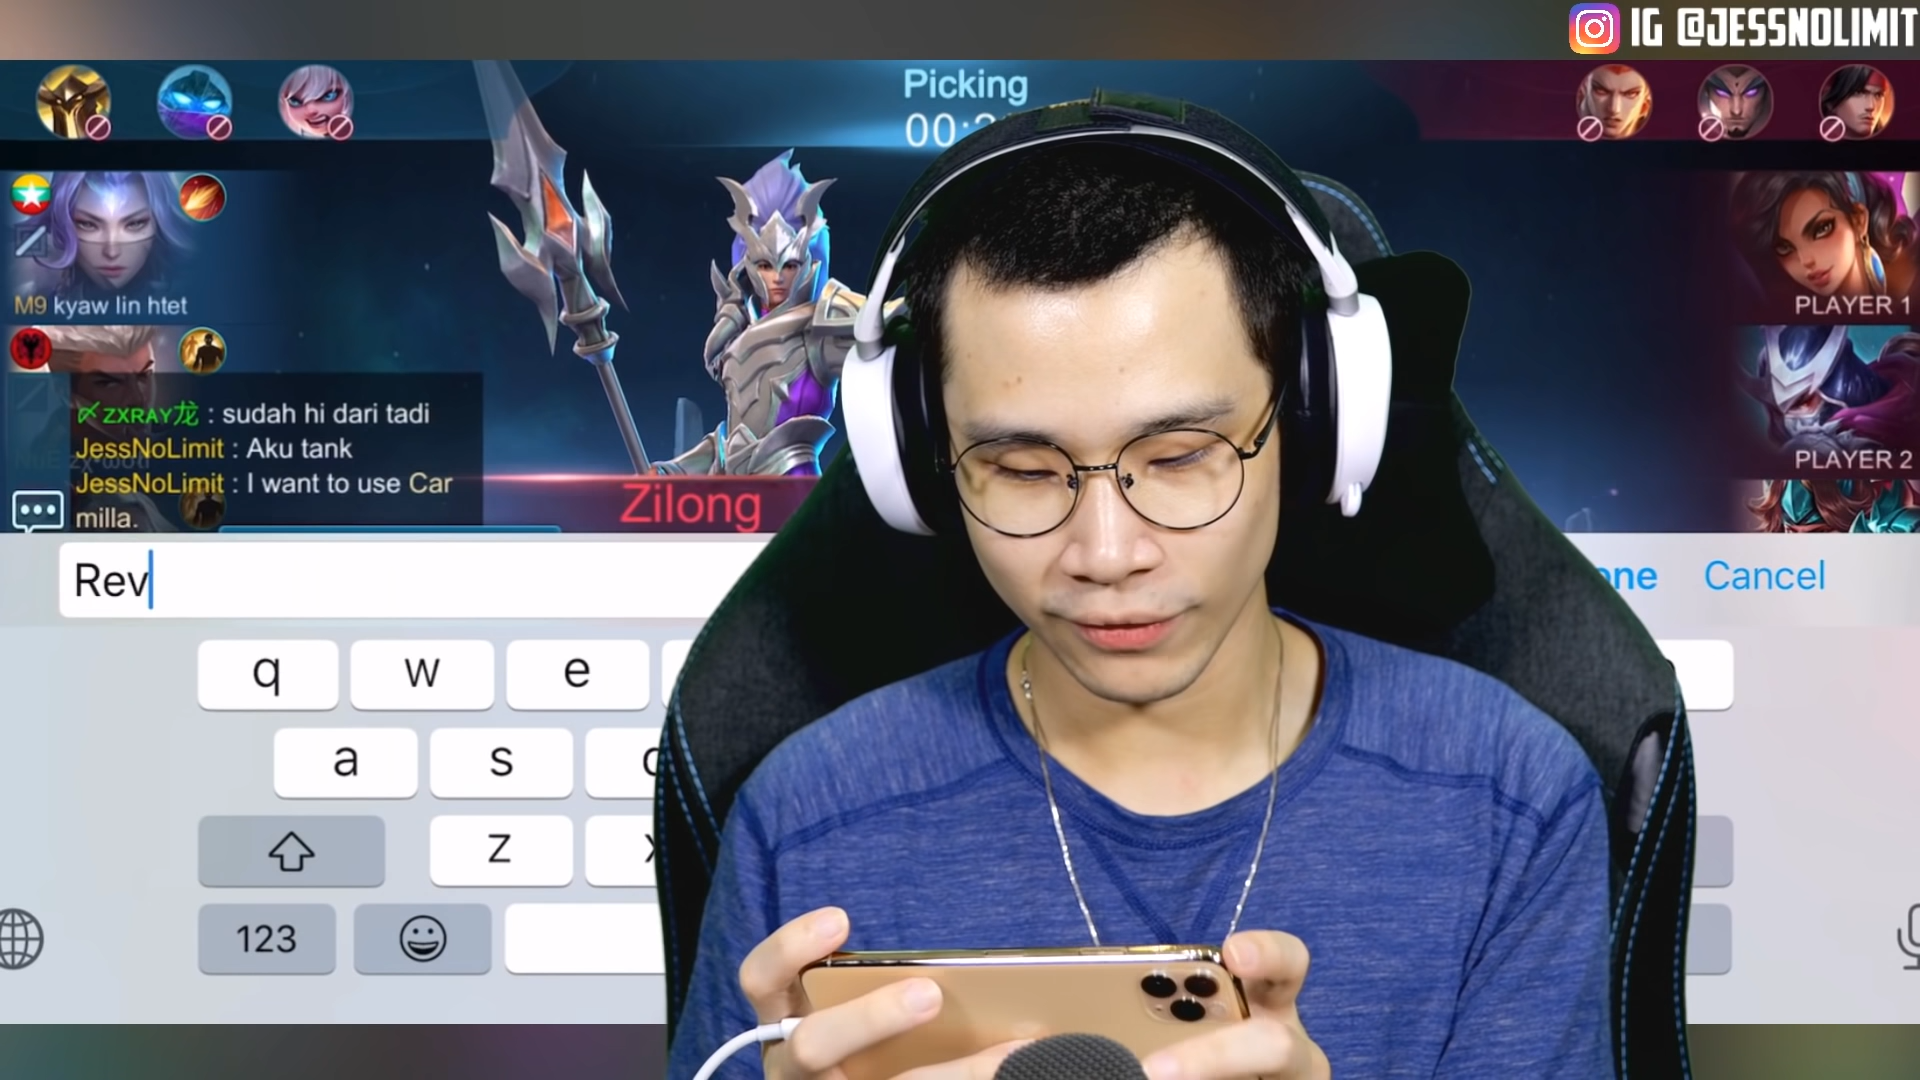 IG @JESSNOLIMIT
Picking
M9 kyaw lin htet
PLAYER 1
〆ZXRAY龙 : sudah hi dari tadi
JessNoLimit : Aku tank
JessNoLimit : I want to use Car
milla.
PLAYER 2
Zilong
Rev
Cancel
q w e
a s
z
123